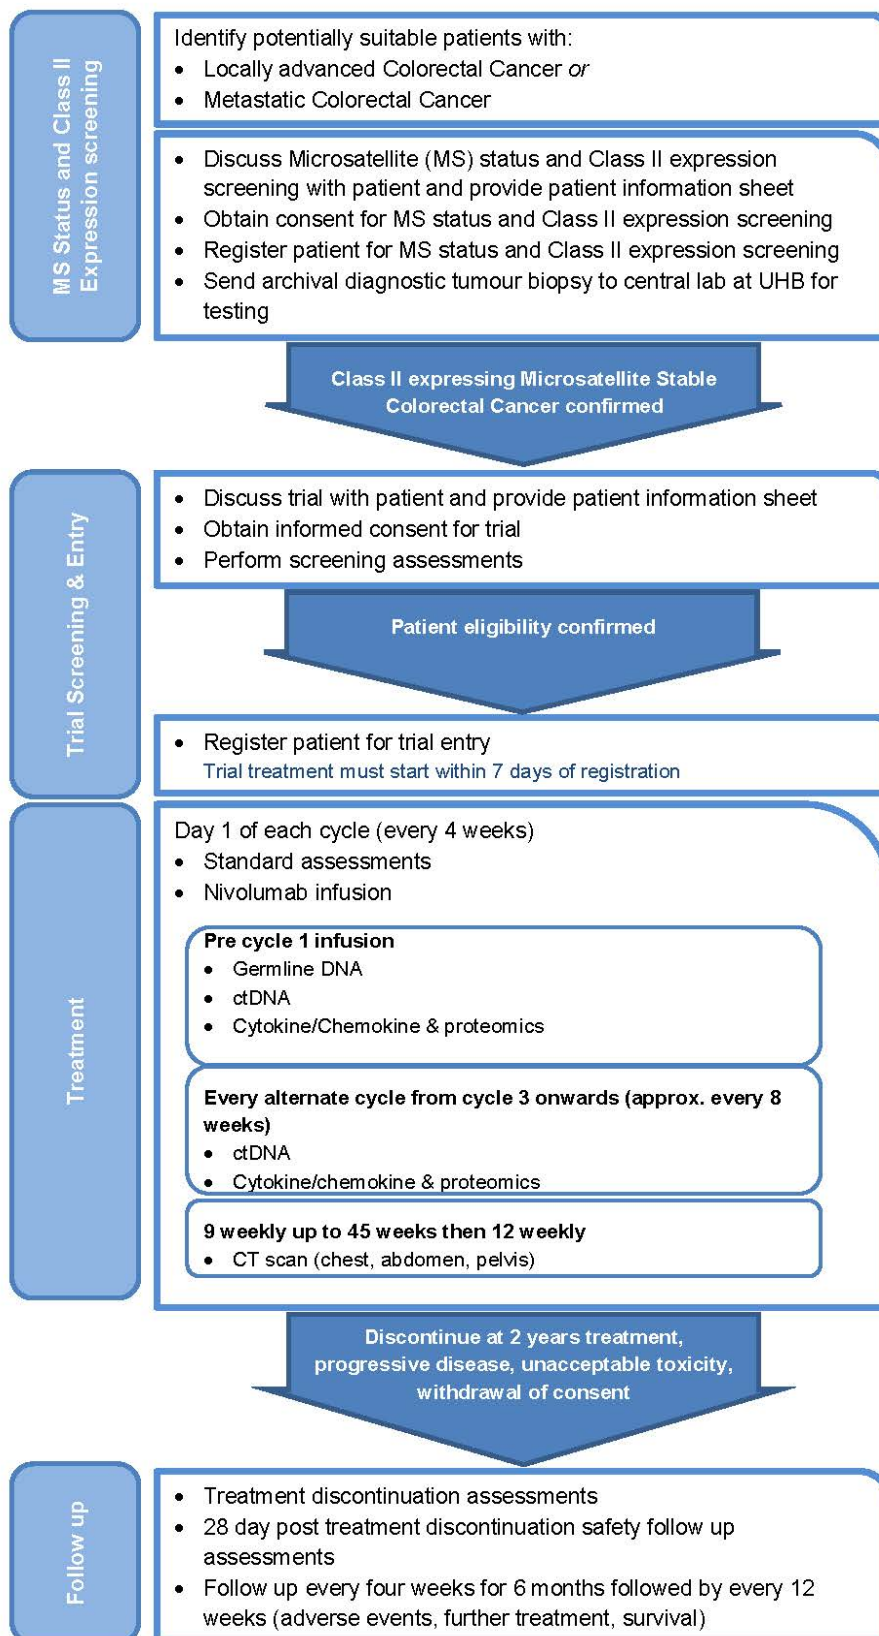 MS Status and Class II
Expression screening
Identify potentially suitable patients with:
• Locally advanced Colorectal Cancer or
• Metastatic Colorectal Cancer
• Discuss Microsatellite (MS) status and Class II expression
screening with patient and provide patient information sheet
• Obtain consent for MS status and Class II expression screening
• Register patient for MS status and Class II expression screening
• Send archival diagnostic tumour biopsy to central lab at UHB for
testing
Class II expressing Microsatellite Stable
Colorectal Cancer confirmed
Trial Screening & Entry
• Discuss trial with patient and provide patient information sheet
• Obtain informed consent for trial
• Perform screening assessments
Patient eligibility confirmed
• Register patient for trial entry
Trial treatment must start within 7 days of registration
Treatment
Day 1 of each cycle (every 4 weeks)
• Standard assessments
• Nivolumab infusion
Pre cycle 1 infusion
• Germline DNA
• ctDNA
• Cytokine/Chemokine & proteomics
Every alternate cycle from cycle 3 onwards (approx. every 8
weeks)
• ctDNA
• Cytokine/chemokine & proteomics
9 weekly up to 45 weeks then 12 weekly
• CT scan (chest, abdomen, pelvis)
Discontinue at 2 years treatment,
progressive disease, unacceptable toxicity,
withdrawal of consent
Follow up
• Treatment discontinuation assessments
• 28 day post treatment discontinuation safety follow up
assessments
• Follow up every four weeks for 6 months followed by every 12
weeks (adverse events, further treatment, survival)